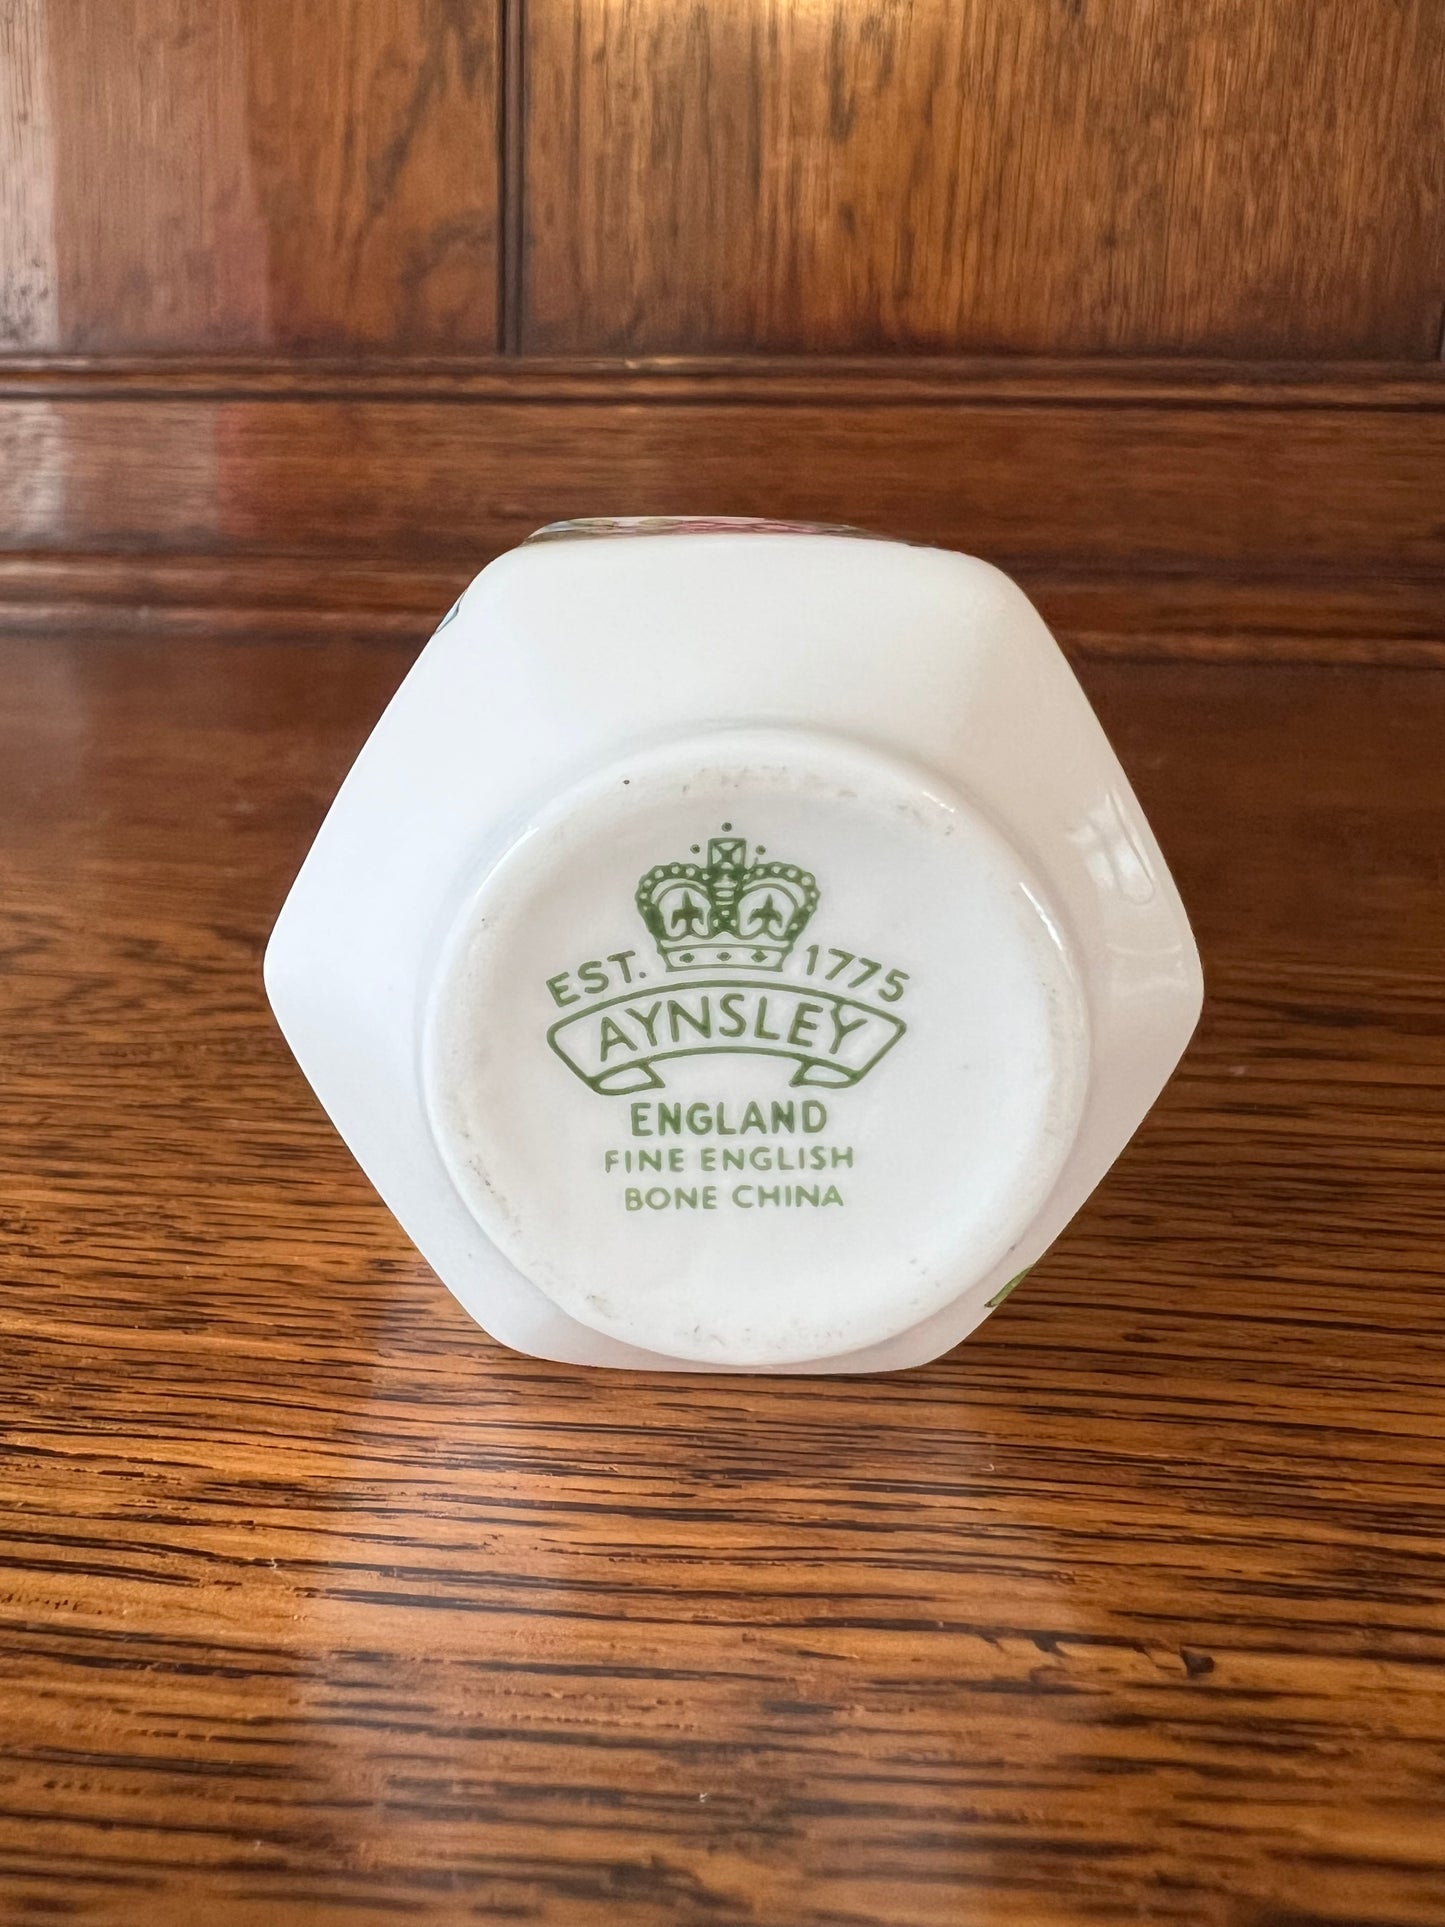 EST. 1775
AYNSLEY
ENGLAND
FINE ENGLISH
BONE CHINA